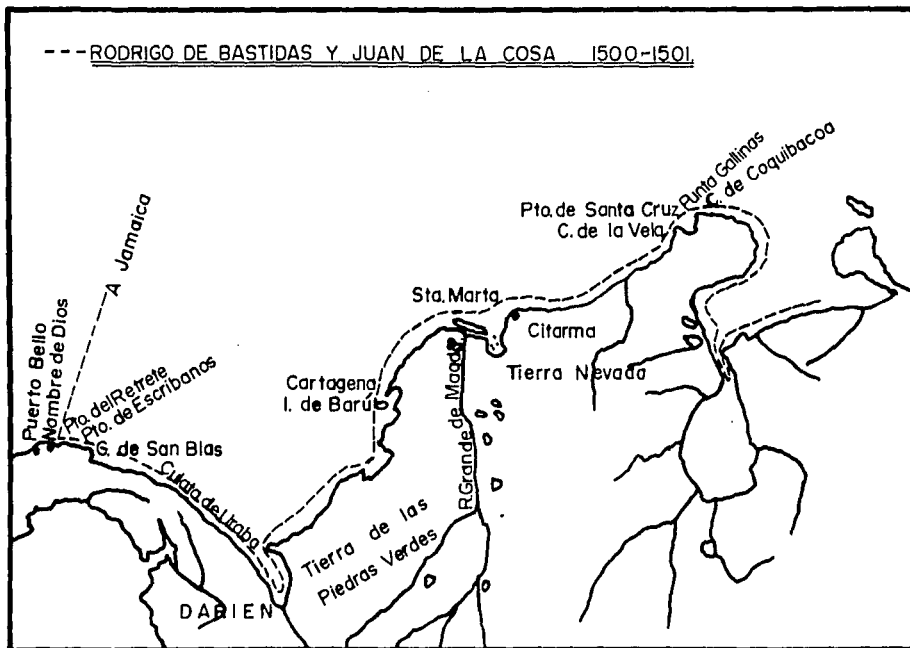 --- RODRIGO DE BASTIDAS Y JUAN DE LA COSA 1500-1501.
Punta Gallinas
C. de Coquibacoa
Pto. de Santa Cruz
C. de la Vela
A Jamaica
Sta. Marta
Citarma
Tierra Nevada
Puerto Bello
Nombre de Dios
Pto. del Retrete
Pto. de Escribanos
Cartagena
I. de Barú
R. Grande de Magd.
G. de San Blas
Culata de Uraba
Tierra de las
Piedras Verdes
DARIEN